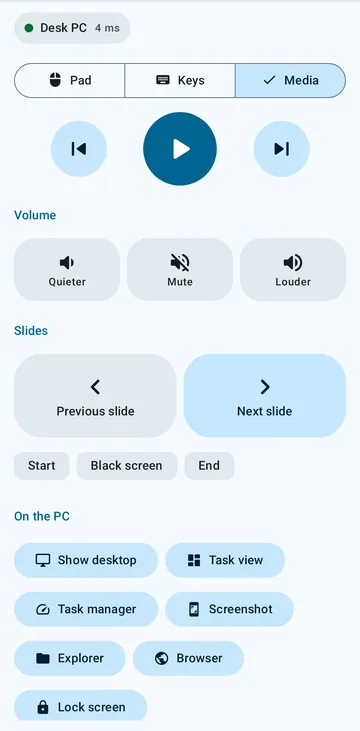 Desk PC 4 ms
Pad Keys Media
Volume
Quieter Mute Louder
Slides
Previous slide Next slide
Start Black screen End
On the PC
Show desktop Task view
Task manager Screenshot
Explorer Browser
Lock screen